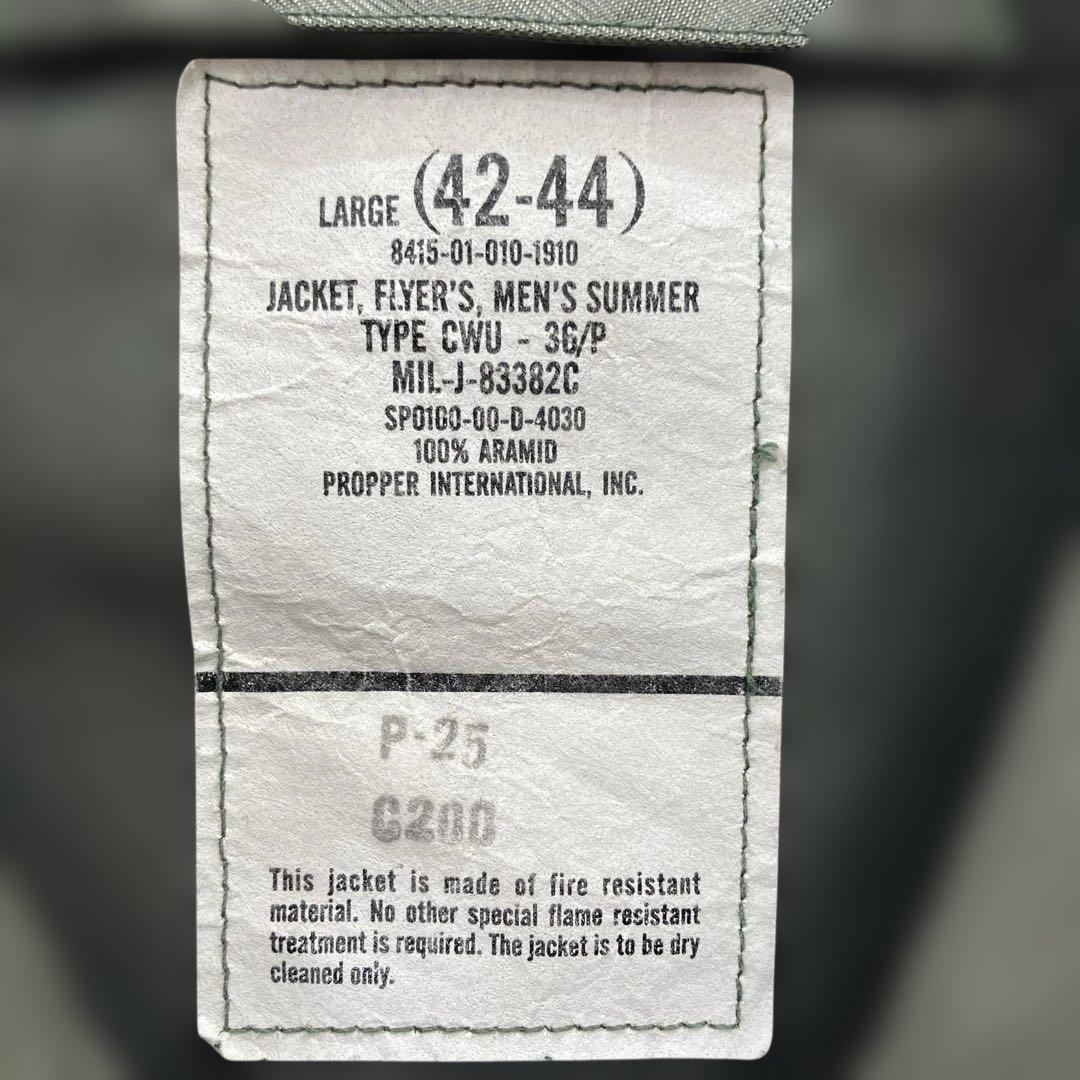 LARGE (42-44)
8415-01-010-1910
JACKET, FLYER'S, MEN'S SUMMER
TYPE CWU - 36/P
MIL-J-83382C
SP0100-00-D-4030
100% ARAMID
PROPPER INTERNATIONAL, INC.
P-25
This jacket is made of fire resistant
material. No other special flame resistant
treatment is required. The jacket is to be dry
cleaned only.